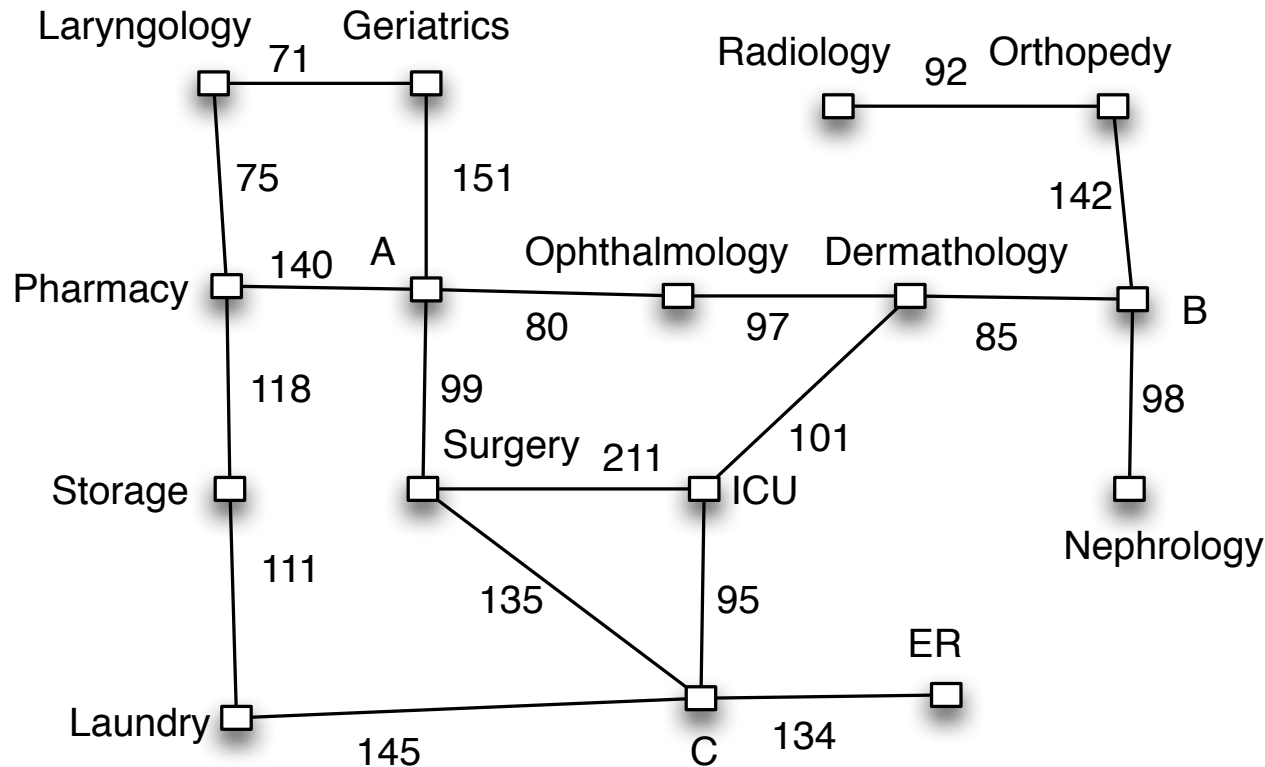 Laryngology
Geriatrics
71
Radiology
Orthopedy
92
75
151
142
Pharmacy
140
A
Ophthalmology
Dermathology
80
97
85
B
118
99
98
Surgery
211
101
Storage
ICU
Nephrology
111
135
95
ER
Laundry
145
C
134